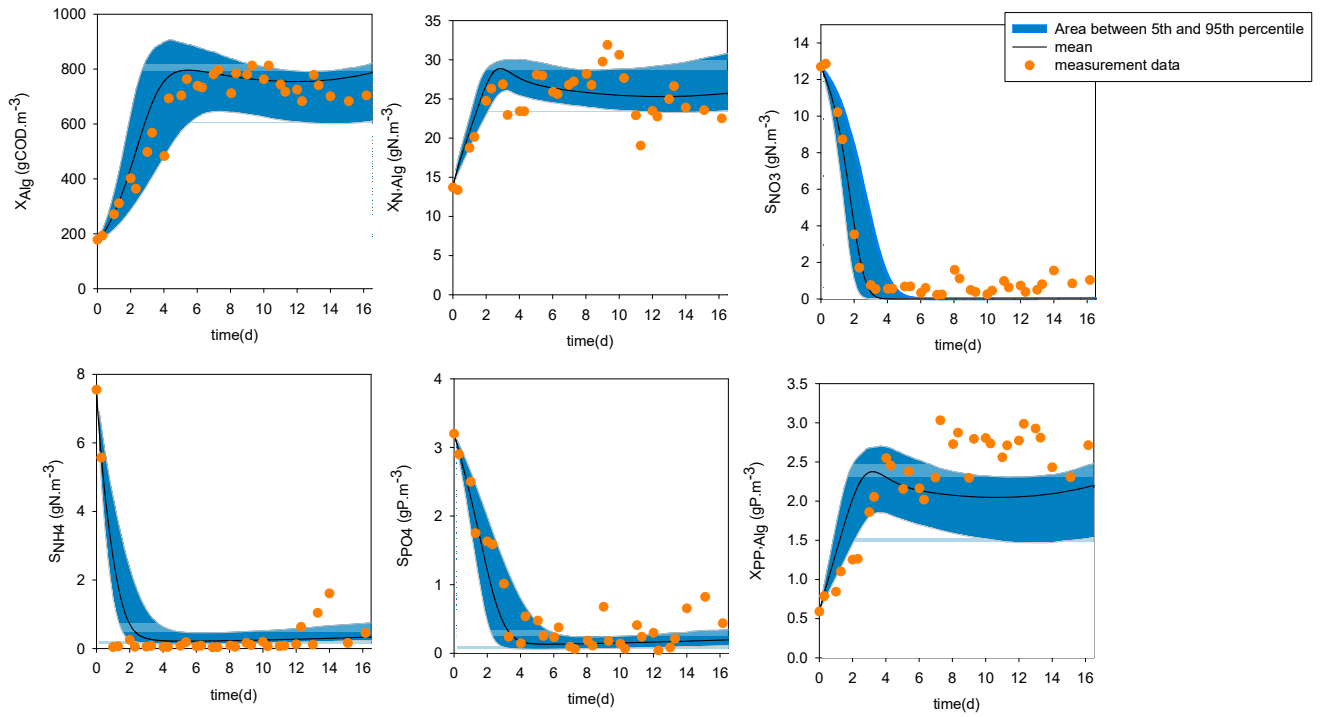 Area between 5th and 95th percentile
mean
measurement data
1000
800
600
400
200
0
X_Alg (gCOD.m^-3)
0 2 4 6 8 10 12 14 16
time(d)
35
30
25
20
15
10
5
0
X_N,Alg (gN.m^-3)
0 2 4 6 8 10 12 14 16
time(d)
14
12
10
8
6
4
2
0
S_NO3 (gN.m^-3)
0 2 4 6 8 10 12 14 16
time(d)
8
6
4
2
0
S_NH4 (gN.m^-3)
0 2 4 6 8 10 12 14 16
time(d)
4
3
2
1
0
S_PO4 (gP.m^-3)
0 2 4 6 8 10 12 14 16
time(d)
3.5
3.0
2.5
2.0
1.5
1.0
0.5
0.0
X_PP,Alg (gP.m^-3)
0 2 4 6 8 10 12 14 16
time(d)